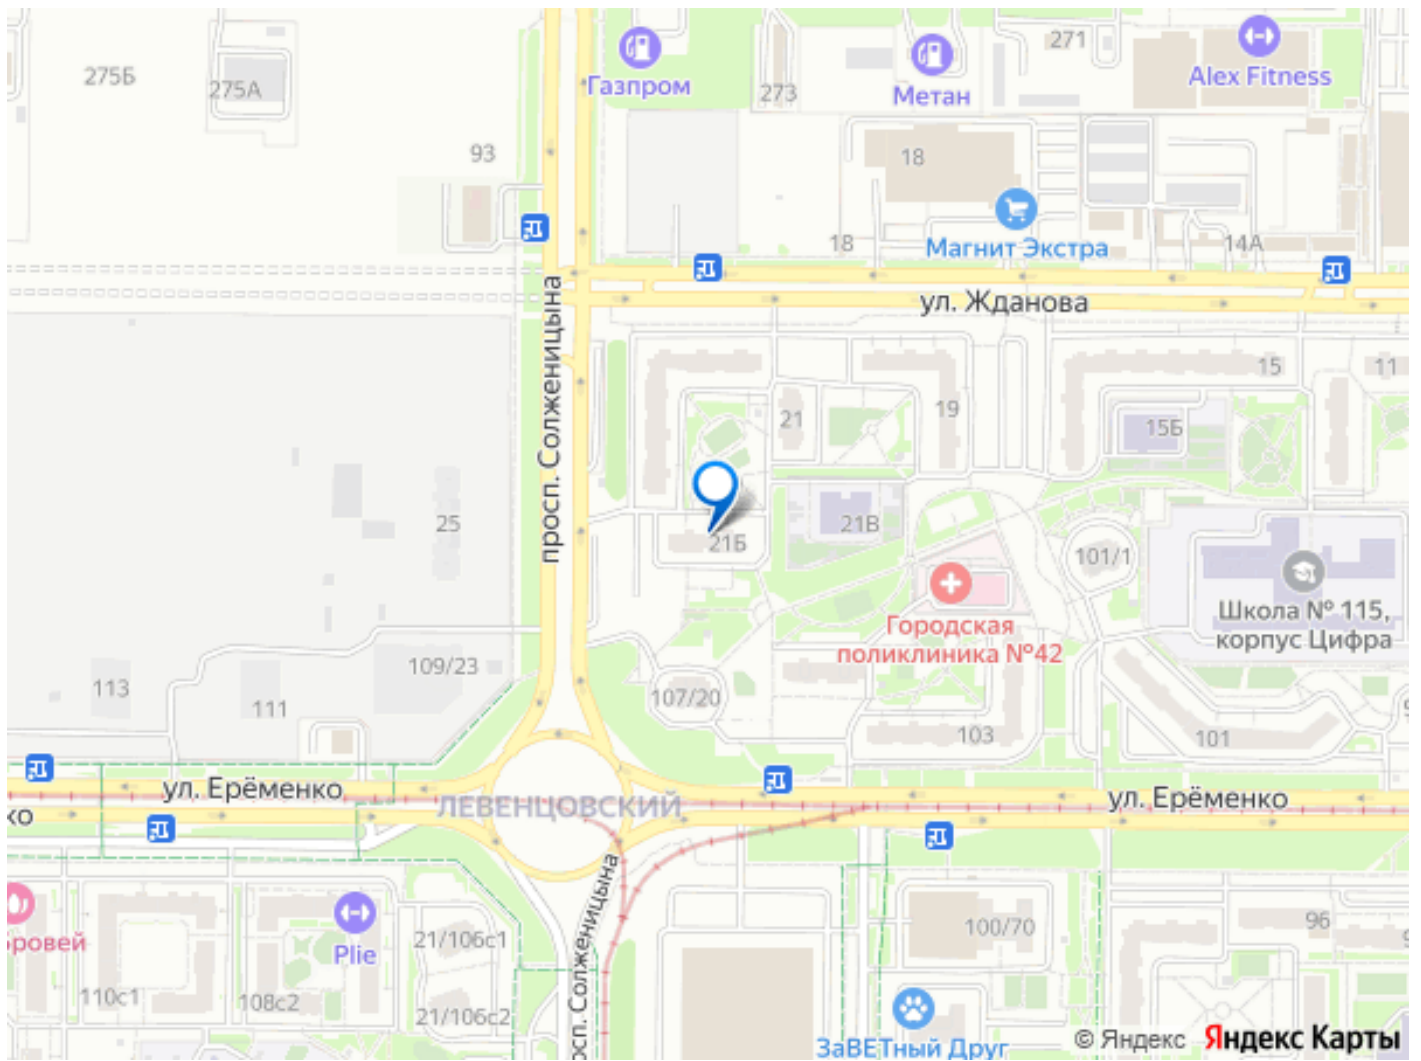 275Б
275А
Газпром
273
Метан
271
Alex Fitness
93
18
Магнит Экстра
18
14А
ул. Жданова
просп. Солженицына
15
11
19
21
15Б
25
21Б
21В
101/1
Школа № 115,
корпус Цифра
Городская
поликлиника №42
109/23
113
111
107/20
103
101
ул. Ерёменко
ЛЕВЕНЦОВСКИЙ
ул. Ерёменко
ко
просп. Солженицына
бровей
Plie
21/106с1
100/70
96
110с1
108с2
21/106с2
ЗаВЕТный Друг
© Яндекс Яндекс Карты